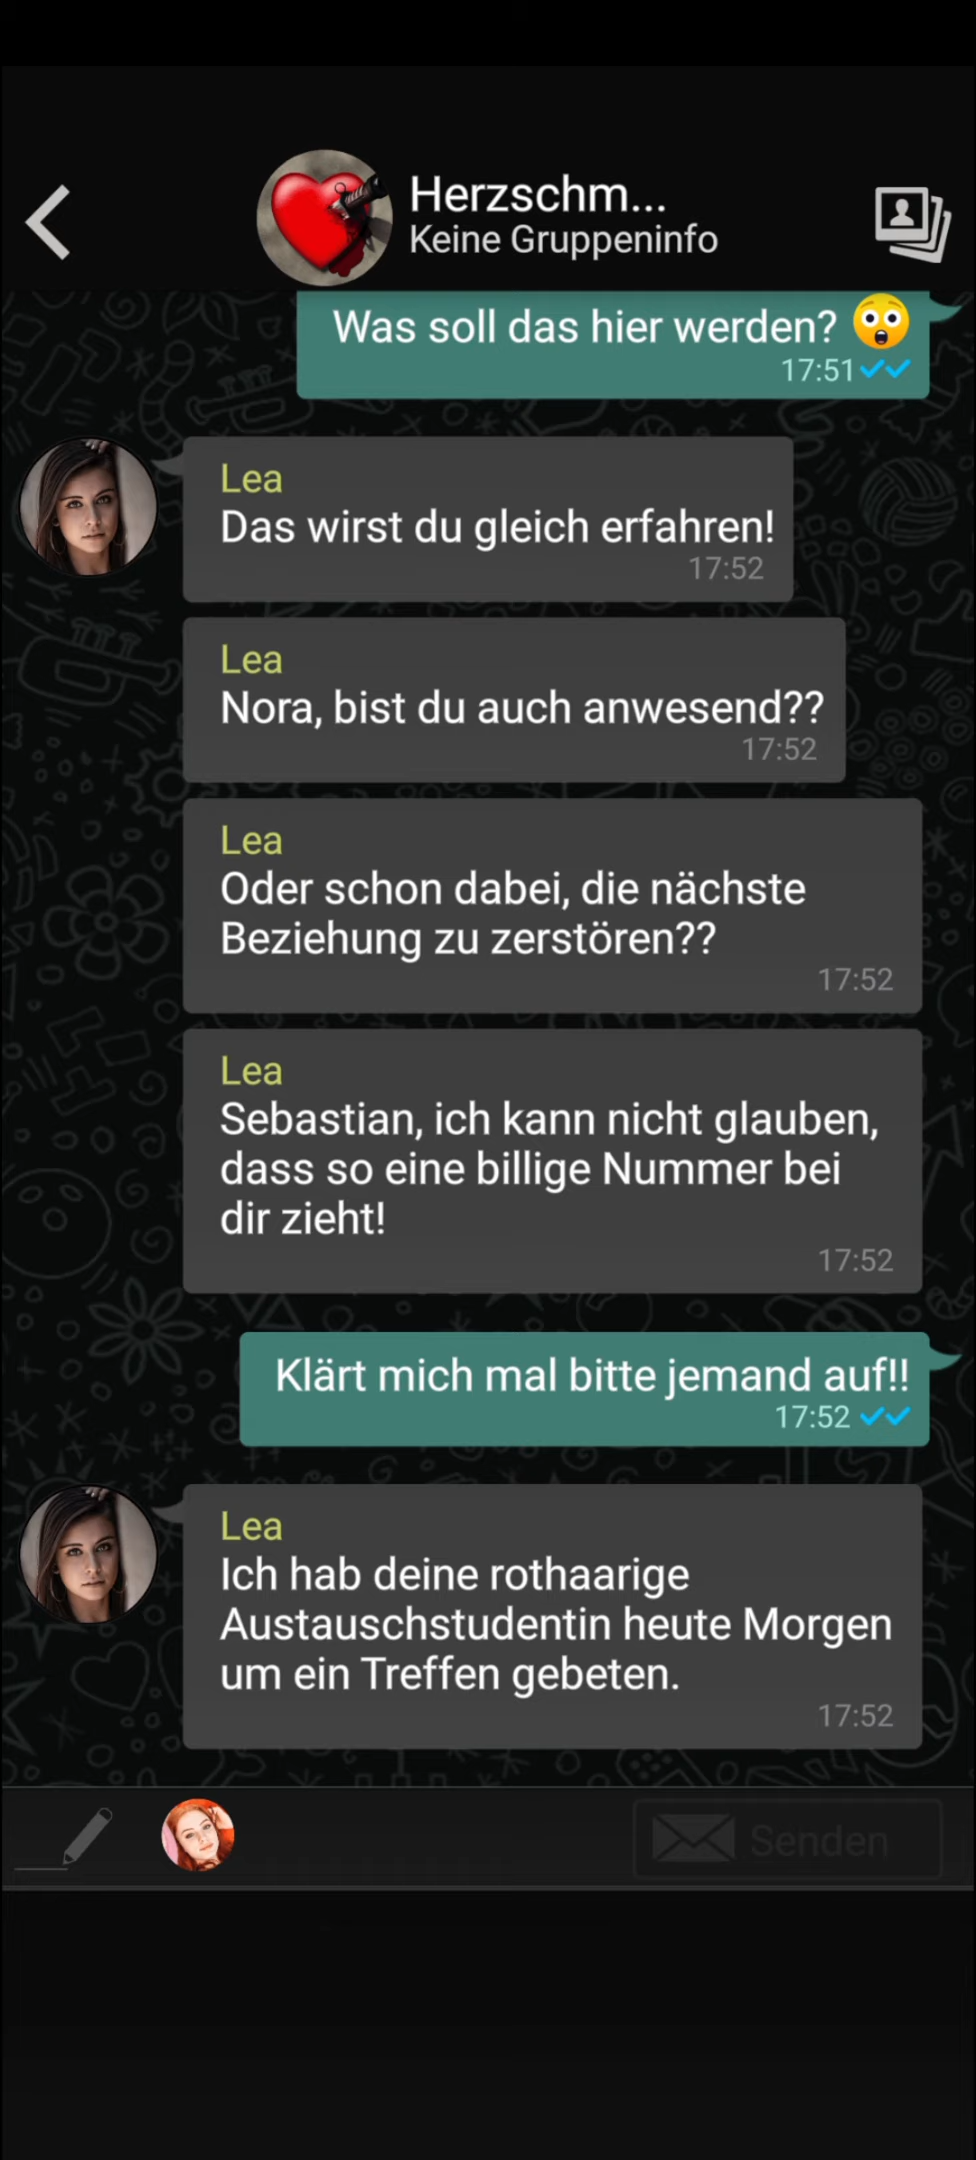 Herzschm...
Keine Gruppeninfo
Was soll das hier werden? 😲
17:51
Lea
Das wirst du gleich erfahren!
17:52
Lea
Nora, bist du auch anwesend??
17:52
Lea
Oder schon dabei, die nächste
Beziehung zu zerstören??
17:52
Lea
Sebastian, ich kann nicht glauben,
dass so eine billige Nummer bei
dir zieht!
17:52
Klärt mich mal bitte jemand auf!!
17:52
Lea
Ich hab deine rothaarige
Austauschstudentin heute Morgen
um ein Treffen gebeten.
17:52
Senden